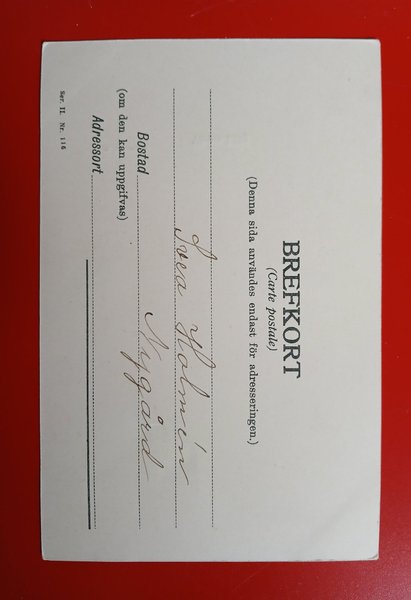 BREFKORT
(Carte postale)
(Denna sida användes endast för adresseringen.)
Svea Holmén
Bostad Nygård
(om den kan uppgifvas)
Adressort
Ser. II. Nr. 116